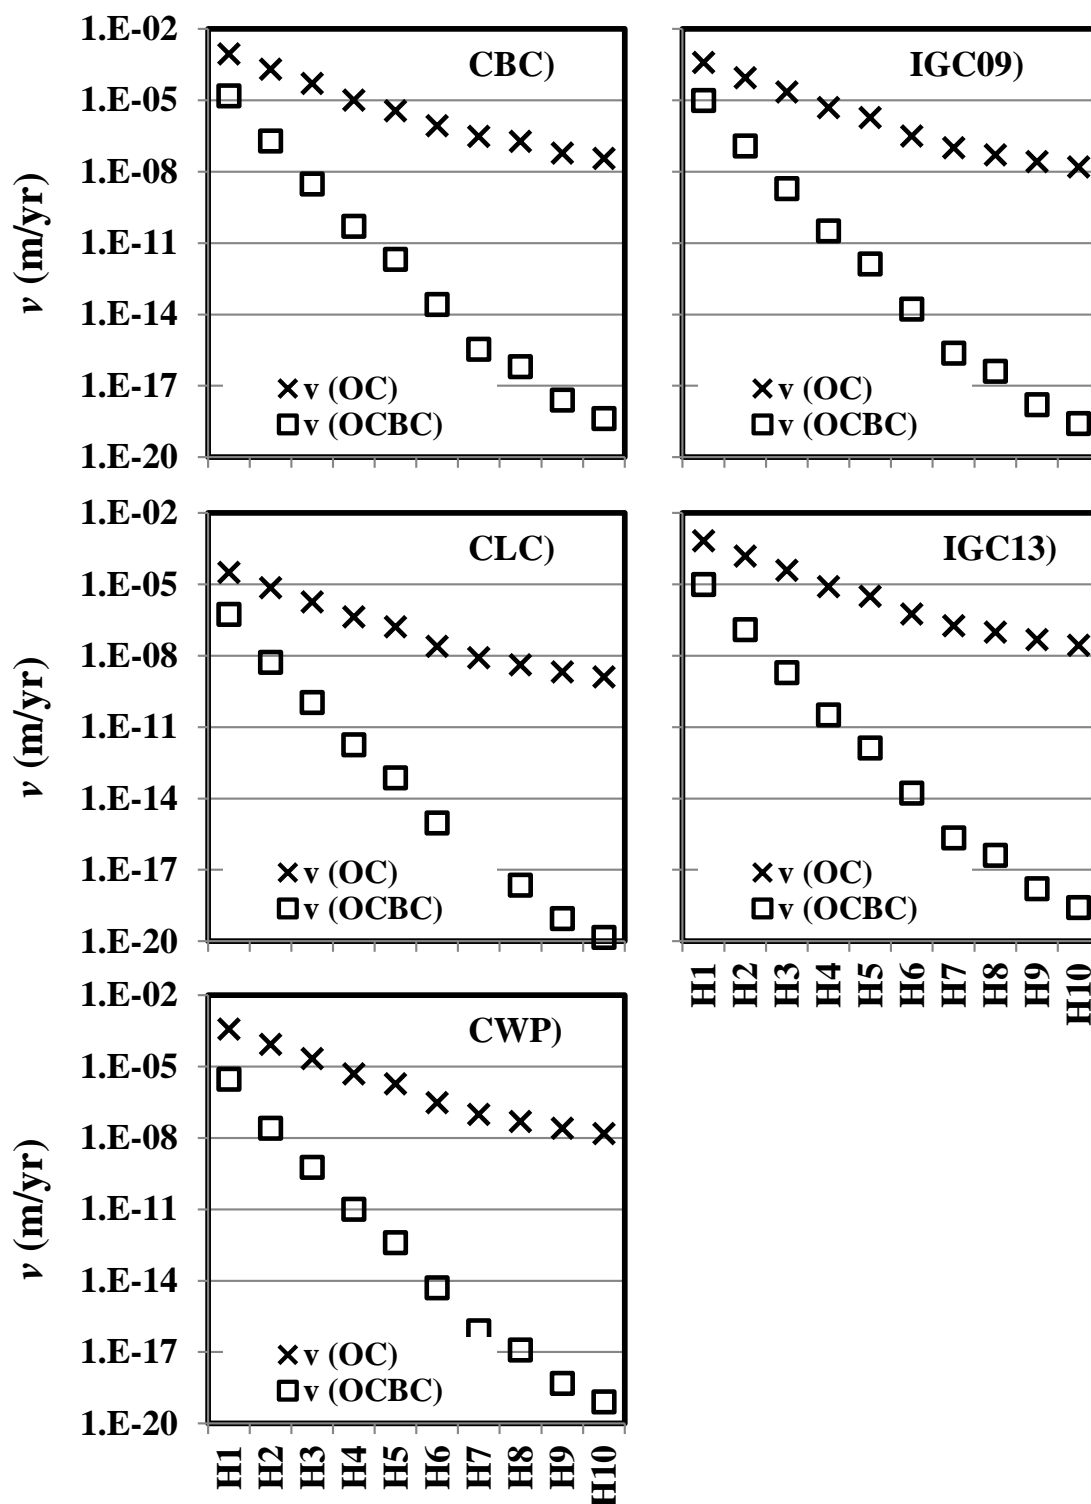 CBC)
v (m/yr)
1.E-02
1.E-05
1.E-08
1.E-11
1.E-14
1.E-17
1.E-20
v (OC)
v (OCBC)
IGC09)
v (OC)
v (OCBC)
CLC)
v (m/yr)
1.E-02
1.E-05
1.E-08
1.E-11
1.E-14
1.E-17
1.E-20
v (OC)
v (OCBC)
IGC13)
v (OC)
v (OCBC)
H1
H2
H3
H4
H5
H6
H7
H8
H9
H10
CWP)
v (m/yr)
1.E-02
1.E-05
1.E-08
1.E-11
1.E-14
1.E-17
1.E-20
v (OC)
v (OCBC)
H1
H2
H3
H4
H5
H6
H7
H8
H9
H10